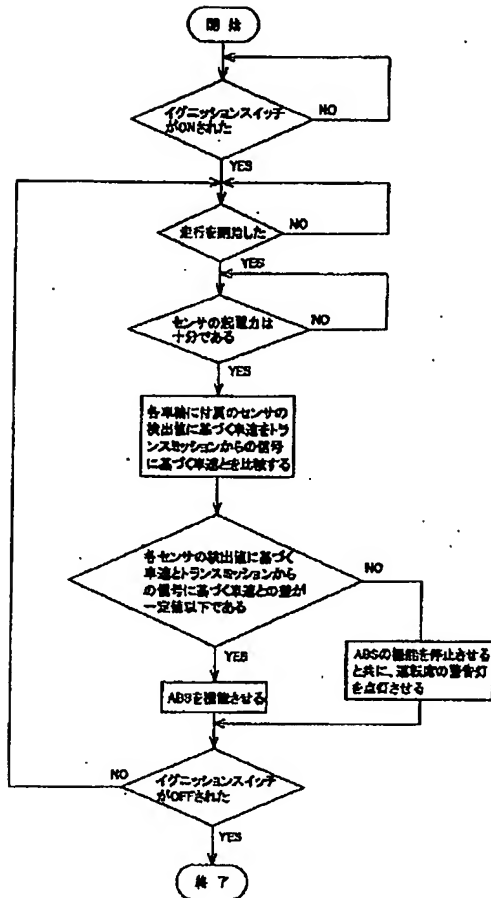 開始
イグニッションスイッチ
がONされた
NO
YES
走行を開始した
NO
YES
センサの起電力は
十分である
NO
YES
各車輪に付属のセンサの
検出値に基づく車速をトラ
ンスミッションからの信号
に基づく車速とを比較する
各センサの検出値に基づく
車速とトランスミッションから
の信号に基づく車速との差が
一定値以下である
NO
YES
ABSの機能を停止させる
と共に、運転席の警告灯
を点灯させる
ABSを機能させる
NO
イグニッションスイッチ
がOFFされた
YES
終了